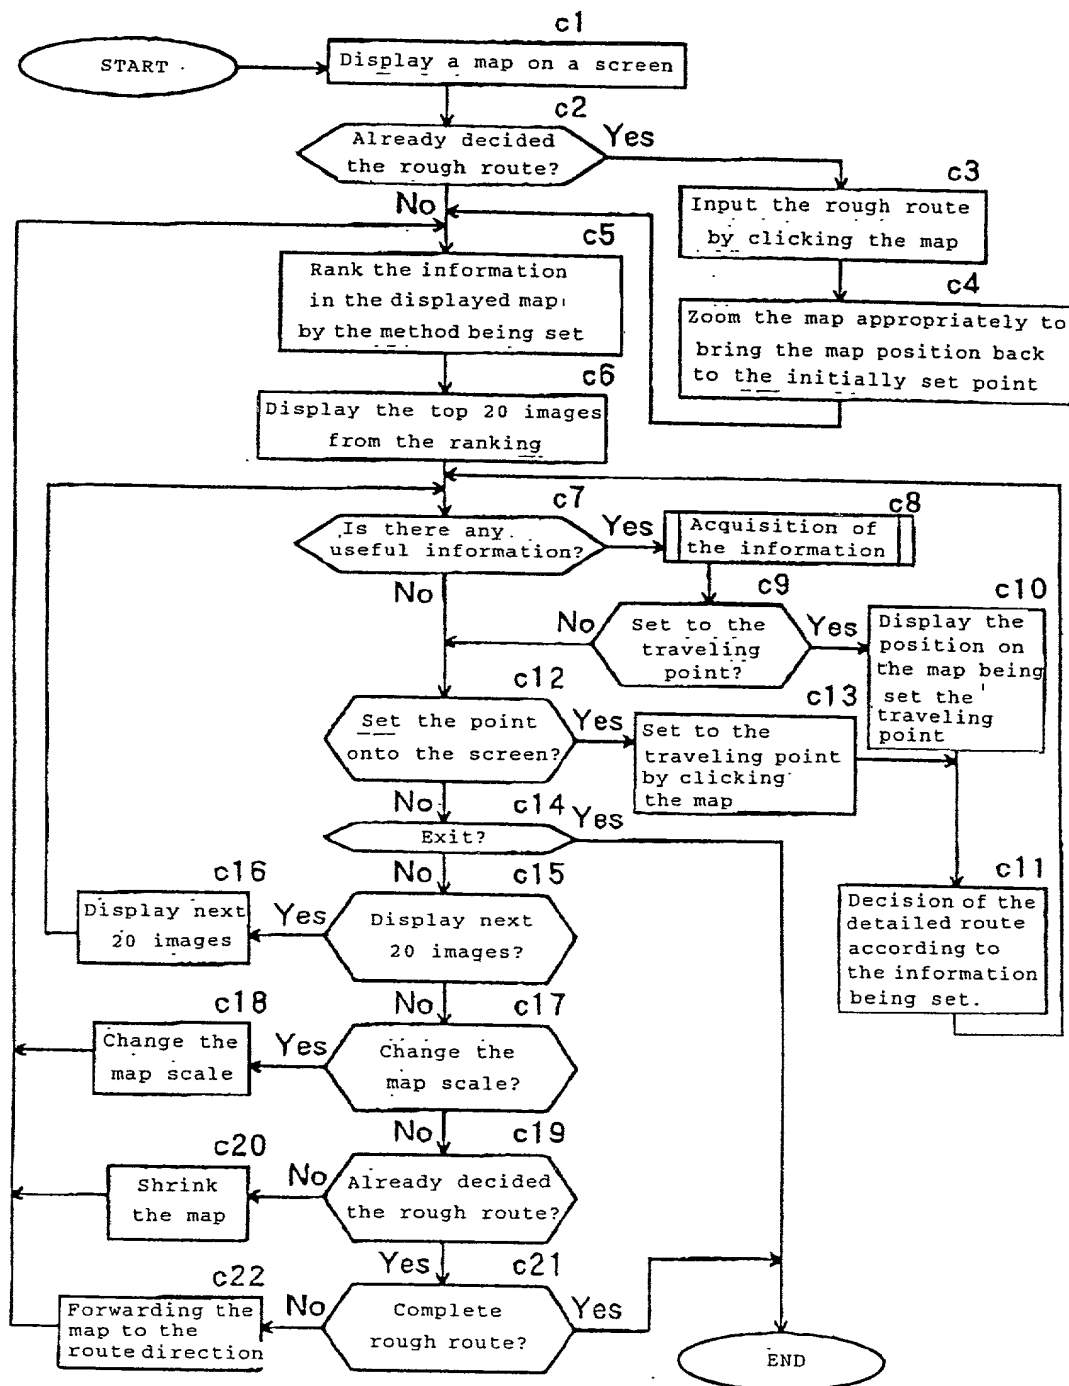 c1
START
Display a map on a screen
c2
Already decided
the rough route?
Yes
No
c3
Input the rough route
by clicking the map
c4
Zoom the map appropriately to
bring the map position back
to the initially set point
c5
Rank the information
in the displayed map
by the method being set
c6
Display the top 20 images
from the ranking
c7
Is there any
useful information?
Yes
No
c8
Acquisition of
the information
c9
Set to the
traveling
point?
No
Yes
c10
Display the
position on
the map being
set the
traveling
point
c12
Set the point
onto the screen?
Yes
No
c13
Set to the
traveling point
by clicking
the map
c14
Exit?
Yes
No
c11
Decision of the
detailed route
according to
the information
being set.
c15
Display next
20 images?
Yes
No
c16
Display next
20 images
c17
Change the
map scale?
Yes
No
c18
Change the
map scale
c19
Already decided
the rough route?
No
Yes
c20
Shrink
the map
c21
Complete
rough route?
No
Yes
c22
Forwarding the
map to the
route direction
END